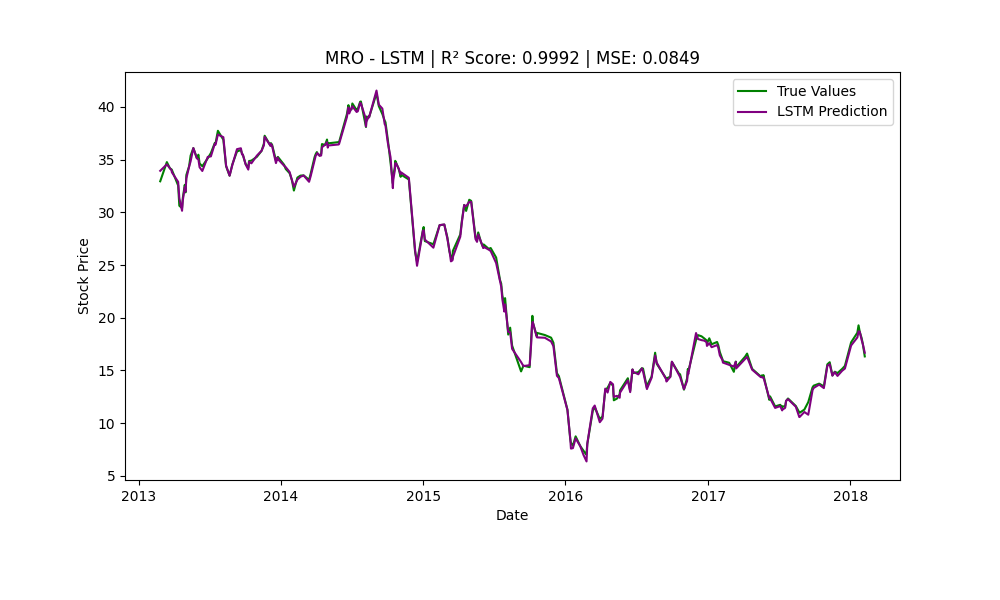 MRO - LSTM | R² Score: 0.9992 | MSE: 0.0849
True Values
LSTM Prediction
Stock Price
40
35
30
25
20
15
10
5
2013 2014 2015 2016 2017 2018
Date